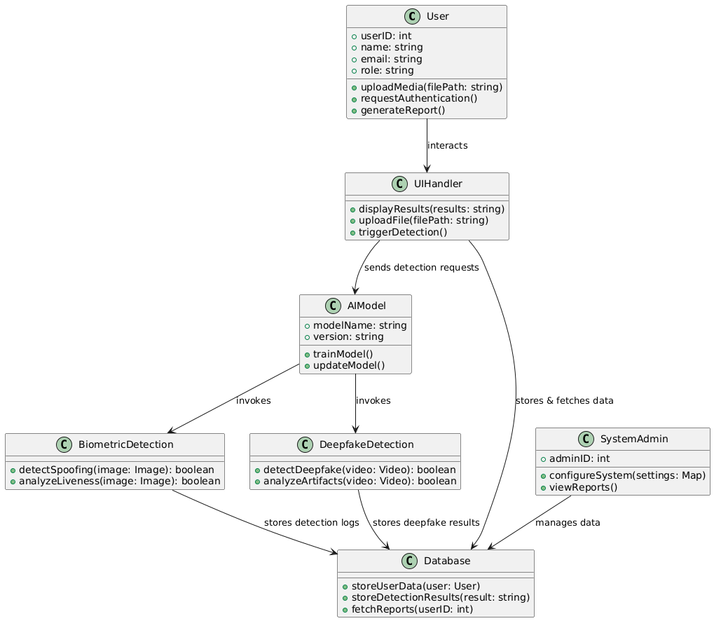 C User
userID: int
name: string
email: string
role: string
uploadMedia(filePath: string)
requestAuthentication()
generateReport()
interacts
C UIHandler
displayResults(results: string)
uploadFile(filePath: string)
triggerDetection()
sends detection requests
C AIModel
modelName: string
version: string
trainModel()
updateModel()
invokes
invokes
stores & fetches data
C BiometricDetection
detectSpoofing(image: Image): boolean
analyzeLiveness(image: Image): boolean
C DeepfakeDetection
detectDeepfake(video: Video): boolean
analyzeArtifacts(video: Video): boolean
C SystemAdmin
adminID: int
configureSystem(settings: Map)
viewReports()
stores detection logs
stores deepfake results
manages data
C Database
storeUserData(user: User)
storeDetectionResults(result: string)
fetchReports(userID: int)